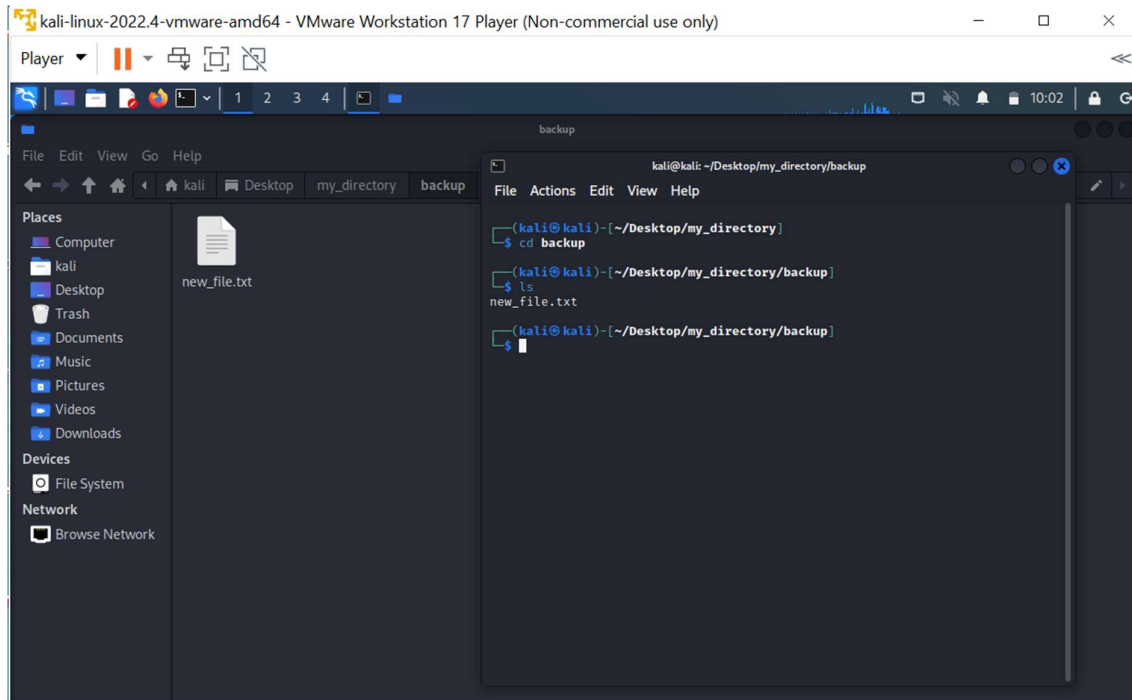 kali-linux-2022.4-vmware-amd64 - VMware Workstation 17 Player (Non-commercial use only)
Player
1 2 3 4
10:02
backup
File Edit View Go Help
kali Desktop my_directory backup
Places
Computer
kali
Desktop
Trash
Documents
Music
Pictures
Videos
Downloads
Devices
File System
Network
Browse Network
new_file.txt
kali@kali: ~/Desktop/my_directory/backup
File Actions Edit View Help
┌──(kali㉿kali)-[~/Desktop/my_directory]
└─$ cd backup
┌──(kali㉿kali)-[~/Desktop/my_directory/backup]
└─$ ls
new_file.txt
┌──(kali㉿kali)-[~/Desktop/my_directory/backup]
└─$